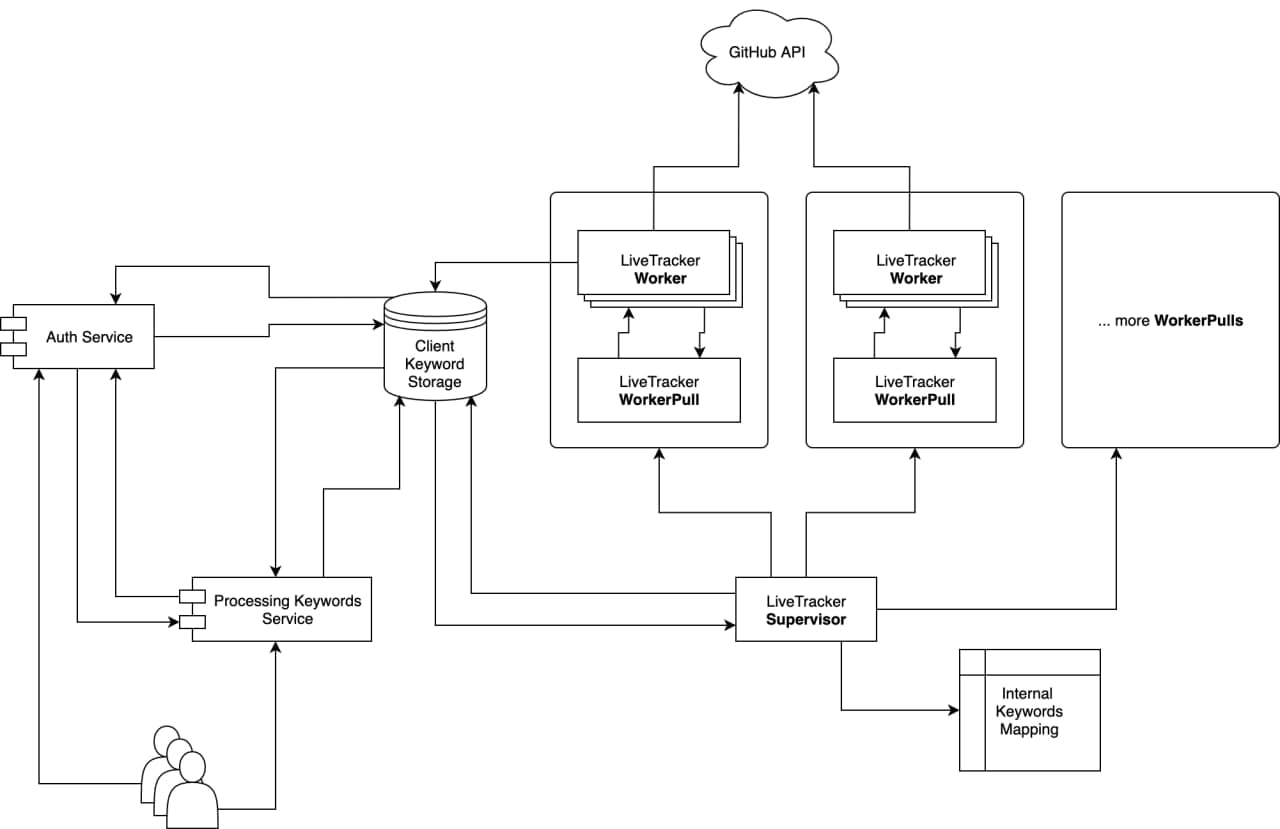 GitHub API
LiveTracker
Worker
LiveTracker
Worker
Auth Service
Client
Keyword
Storage
... more WorkerPulls
LiveTracker
WorkerPull
LiveTracker
WorkerPull
Processing Keywords
Service
LiveTracker
Supervisor
Internal
Keywords
Mapping